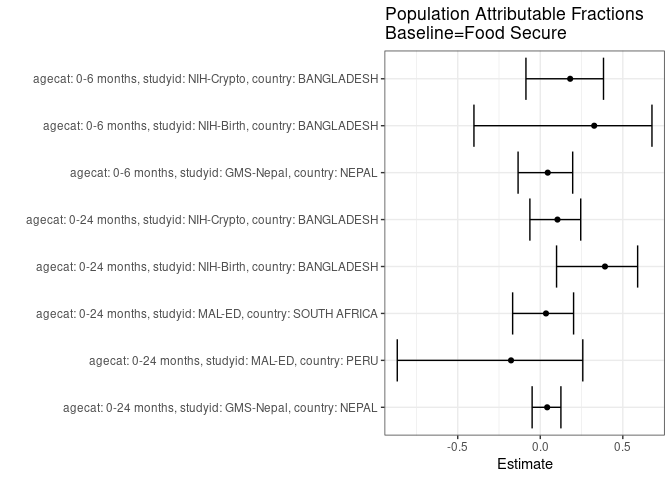 Population Attributable Fractions
Baseline=Food Secure
agecat: 0-6 months, studyid: NIH-Crypto, country: BANGLADESH
agecat: 0-6 months, studyid: NIH-Birth, country: BANGLADESH
agecat: 0-6 months, studyid: GMS-Nepal, country: NEPAL
agecat: 0-24 months, studyid: NIH-Crypto, country: BANGLADESH
agecat: 0-24 months, studyid: NIH-Birth, country: BANGLADESH
agecat: 0-24 months, studyid: MAL-ED, country: SOUTH AFRICA
agecat: 0-24 months, studyid: MAL-ED, country: PERU
agecat: 0-24 months, studyid: GMS-Nepal, country: NEPAL
-0.5 0.0 0.5
Estimate